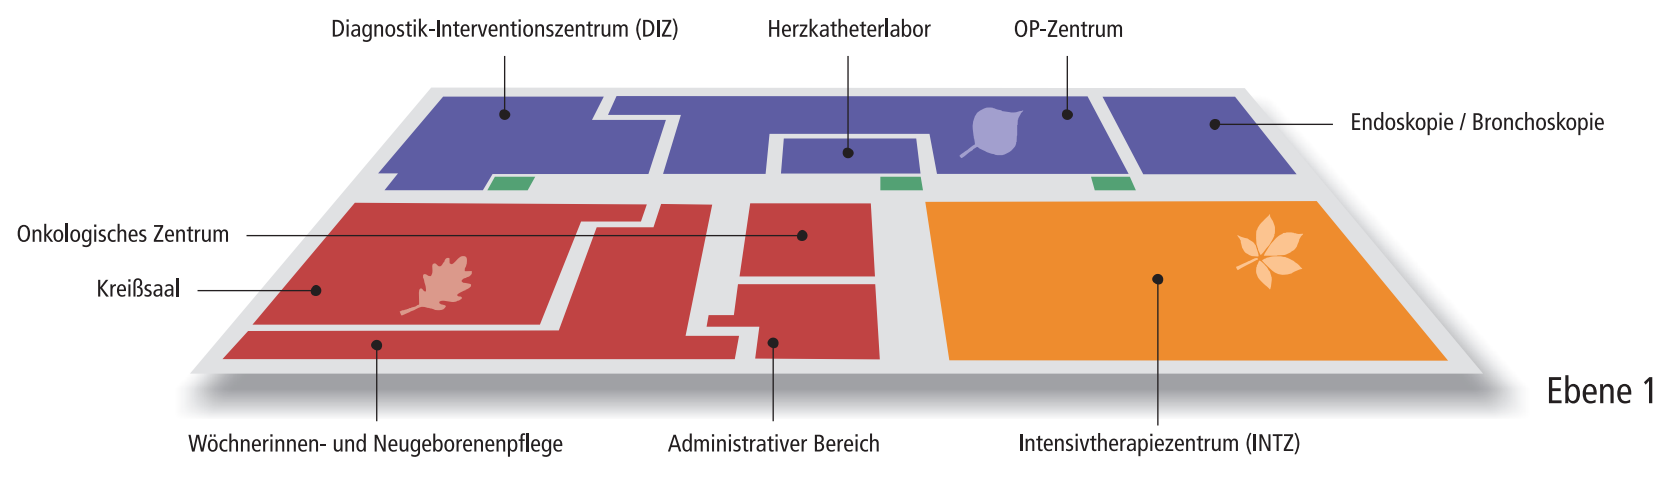 Diagnostik-Interventionszentrum (DIZ)
Herzkatheterlabor
OP-Zentrum
Endoskopie / Bronchoskopie
Onkologisches Zentrum
Kreißsaal
Ebene 1
Wöchnerinnen- und Neugeborenenpflege
Administrativer Bereich
Intensivtherapiezentrum (INTZ)